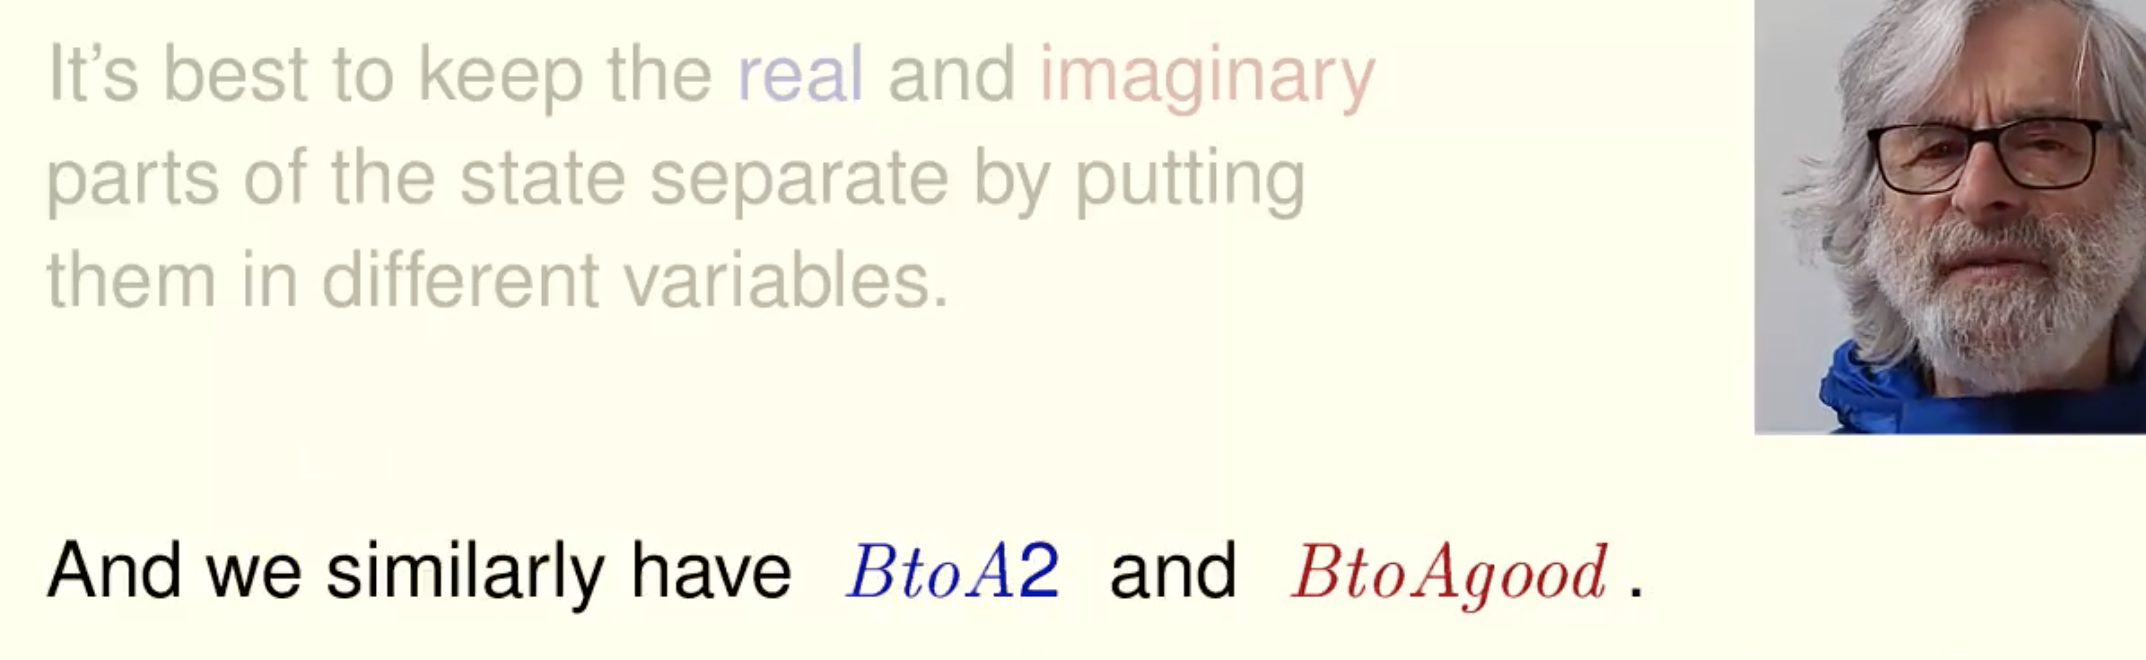 It's best to keep the real and imaginary
parts of the state separate by putting
them in different variables.
And we similarly have BtoA2 and BtoAgood .